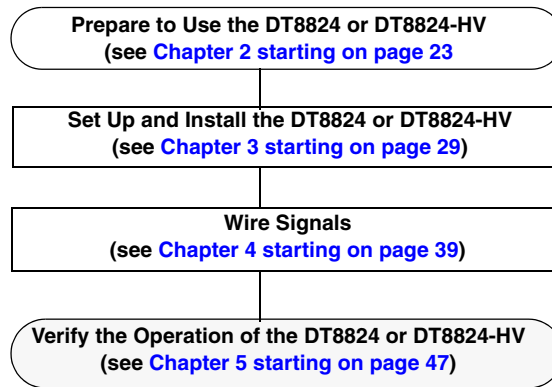 Prepare to Use the DT8824 or DT8824-HV
(see Chapter 2 starting on page 23
Set Up and Install the DT8824 or DT8824-HV
(see Chapter 3 starting on page 29)
Wire Signals
(see Chapter 4 starting on page 39)
Verify the Operation of the DT8824 or DT8824-HV
(see Chapter 5 starting on page 47)